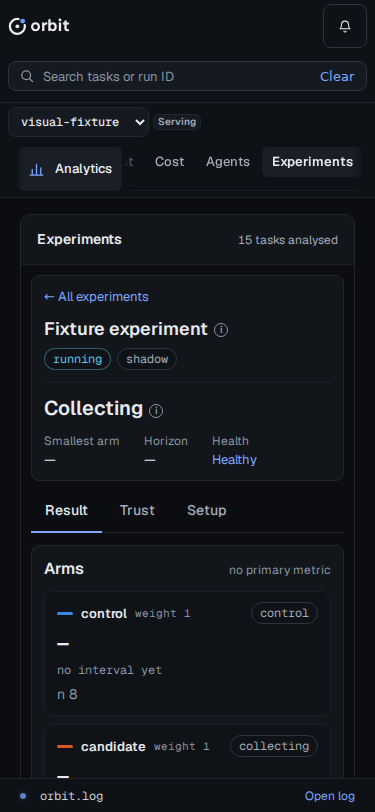 orbit
Search tasks or run ID Clear
visual-fixture Serving
Analytics t Cost Agents Experiments
Experiments 15 tasks analysed
← All experiments
Fixture experiment
running shadow
Collecting
Smallest arm Horizon Health
— — Healthy
Result Trust Setup
Arms no primary metric
control weight 1 control
—
no interval yet
n 8
candidate weight 1 collecting
orbit.log Open log